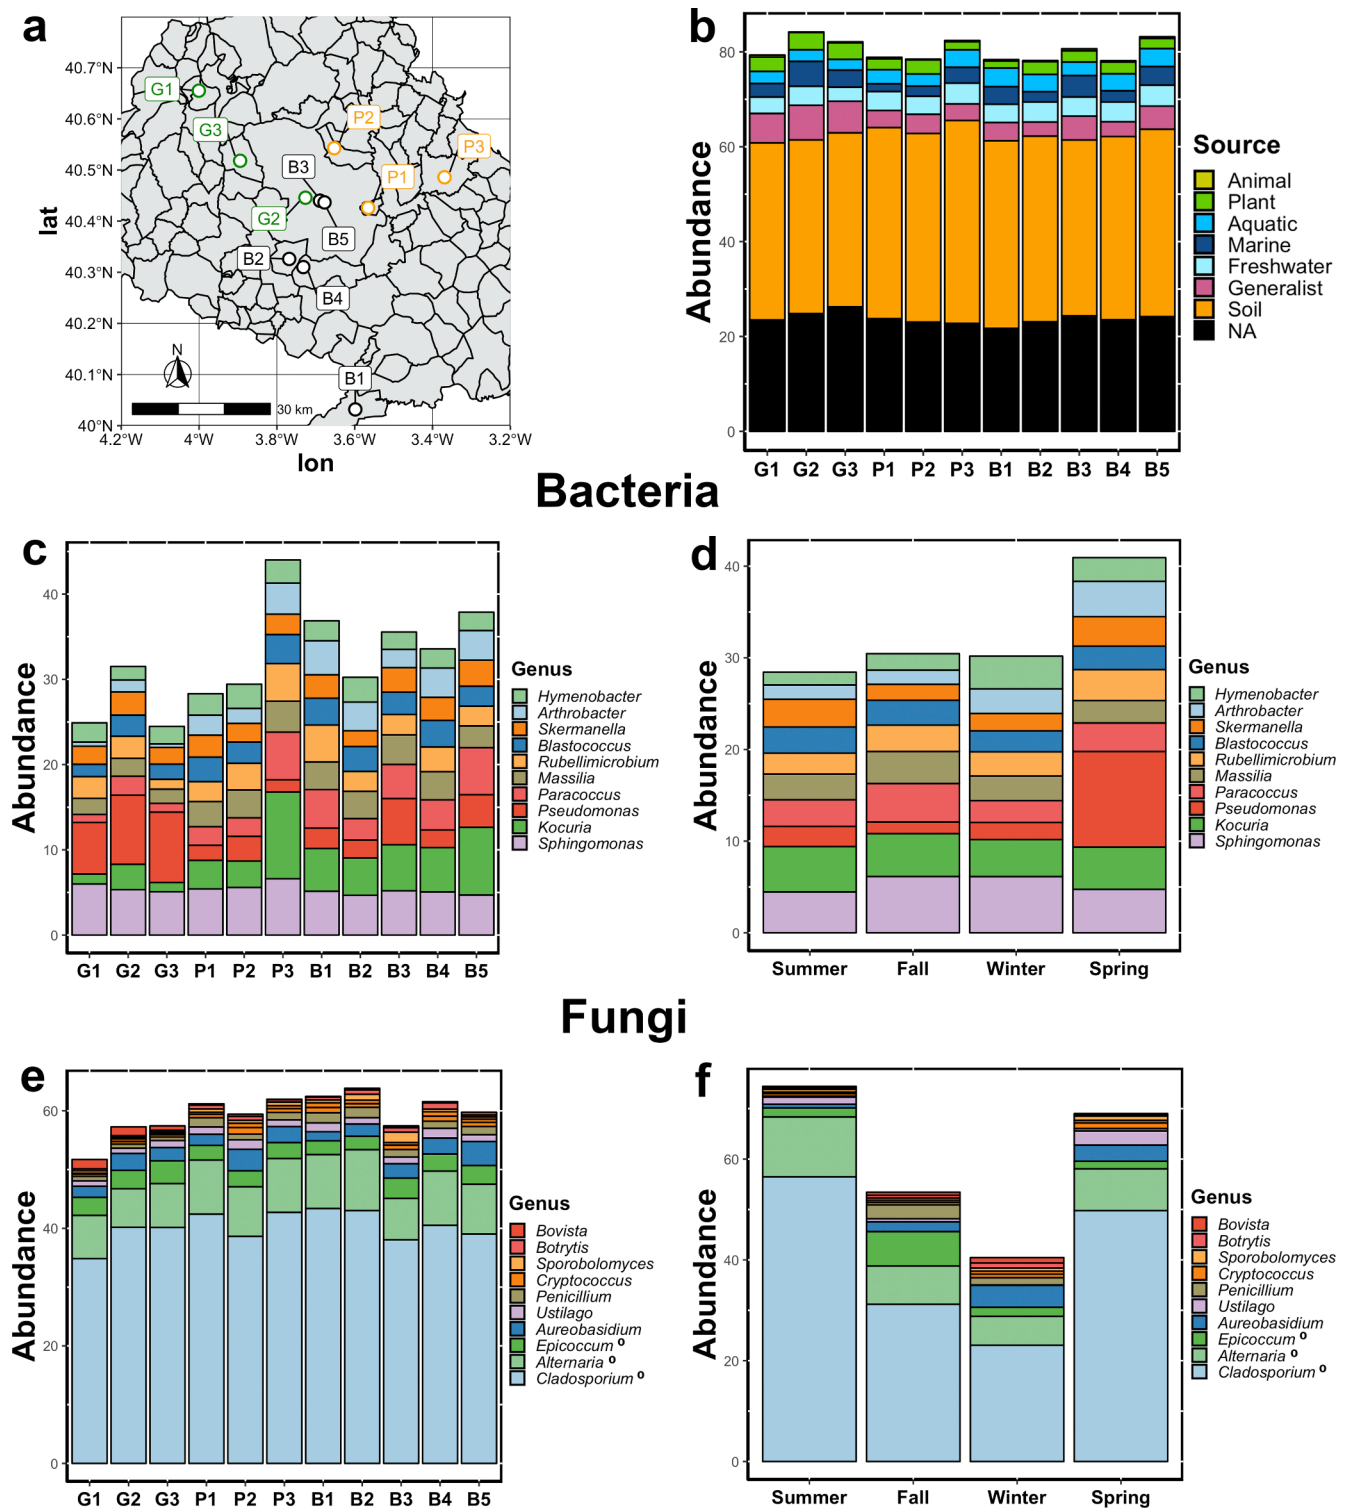 a
lat
40.7°N
40.6°N
40.5°N
40.4°N
40.3°N
40.2°N
40.1°N
40°N
4.2°W
4°W
3.8°W
3.6°W
3.4°W
3.2°W
lon
G1
G3
P2
P3
B3
P1
G2
B5
B2
B4
N
B1
30 km
b
Abundance
80
60
40
20
0
G1 G2 G3 P1 P2 P3 B1 B2 B3 B4 B5
Source
Animal
Plant
Aquatic
Marine
Freshwater
Generalist
Soil
NA
Bacteria
c
Abundance
40
30
20
10
0
G1 G2 G3 P1 P2 P3 B1 B2 B3 B4 B5
Genus
Hymenobacter
Arthrobacter
Skermanella
Blastococcus
Rubellimicrobium
Massilia
Paracoccus
Pseudomonas
Kocuria
Sphingomonas
d
Abundance
40
30
20
10
0
Summer Fall Winter Spring
Genus
Hymenobacter
Arthrobacter
Skermanella
Blastococcus
Rubellimicrobium
Massilia
Paracoccus
Pseudomonas
Kocuria
Sphingomonas
Fungi
e
Abundance
60
40
20
0
G1 G2 G3 P1 P2 P3 B1 B2 B3 B4 B5
Genus
Bovista
Botrytis
Sporobolomyces
Cryptococcus
Penicillium
Ustilago
Aureobasidium
Epicoccum º
Alternaria º
Cladosporium º
f
Abundance
60
40
20
0
Summer Fall Winter Spring
Genus
Bovista
Botrytis
Sporobolomyces
Cryptococcus
Penicillium
Ustilago
Aureobasidium
Epicoccum º
Alternaria º
Cladosporium º